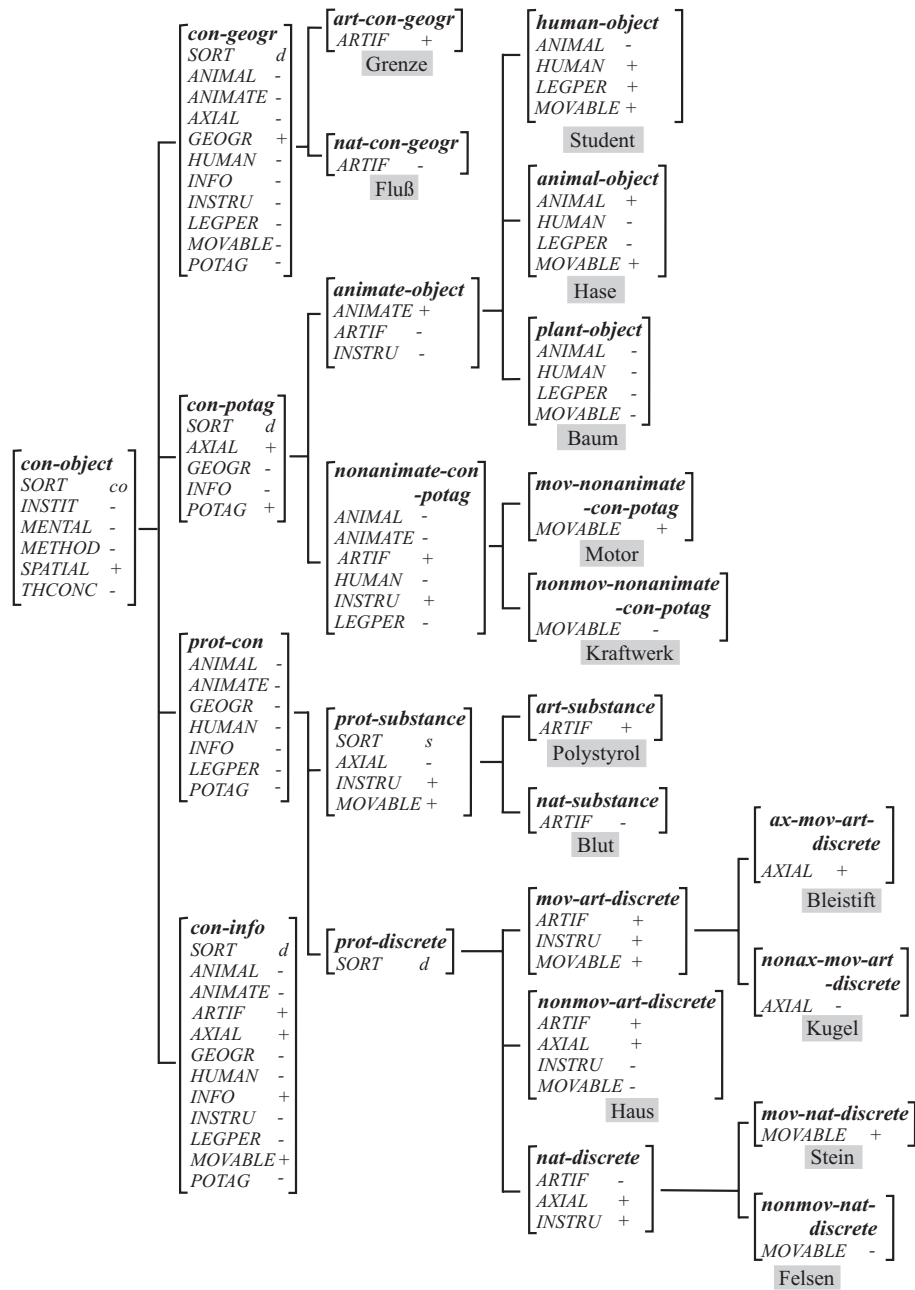 con-object
SORT co
INSTIT -
MENTAL -
METHOD -
SPATIAL +
THCONC -
con-geogr
SORT d
ANIMAL -
ANIMATE -
AXIAL -
GEOGR +
HUMAN -
INFO -
INSTRU -
LEGPER -
MOVABLE -
POTAG -
art-con-geogr
ARTIF +
Grenze
nat-con-geogr
ARTIF -
Fluß
con-potag
SORT d
AXIAL +
GEOGR -
INFO -
POTAG +
animate-object
ANIMATE +
ARTIF -
INSTRU -
human-object
ANIMAL -
HUMAN +
LEGPER +
MOVABLE +
Student
animal-object
ANIMAL +
HUMAN -
LEGPER -
MOVABLE +
Hase
plant-object
ANIMAL -
HUMAN -
LEGPER -
MOVABLE -
Baum
nonanimate-con
-potag
ANIMAL -
ANIMATE -
ARTIF +
HUMAN -
INSTRU +
LEGPER -
mov-nonanimate
-con-potag
MOVABLE +
Motor
nonmov-nonanimate
-con-potag
MOVABLE -
Kraftwerk
prot-con
ANIMAL -
ANIMATE -
GEOGR -
HUMAN -
INFO -
LEGPER -
POTAG -
prot-substance
SORT s
AXIAL -
INSTRU +
MOVABLE +
art-substance
ARTIF +
Polystyrol
nat-substance
ARTIF -
Blut
prot-discrete
SORT d
mov-art-discrete
ARTIF +
INSTRU +
MOVABLE +
ax-mov-art-
discrete
AXIAL +
Bleistift
nonax-mov-art
-discrete
AXIAL -
Kugel
nonmov-art-discrete
ARTIF +
AXIAL +
INSTRU -
MOVABLE -
Haus
nat-discrete
ARTIF -
AXIAL +
INSTRU +
mov-nat-discrete
MOVABLE +
Stein
nonmov-nat-
discrete
MOVABLE -
Felsen
con-info
SORT d
ANIMAL -
ANIMATE -
ARTIF +
AXIAL +
GEOGR -
HUMAN -
INFO +
INSTRU -
LEGPER -
MOVABLE +
POTAG -